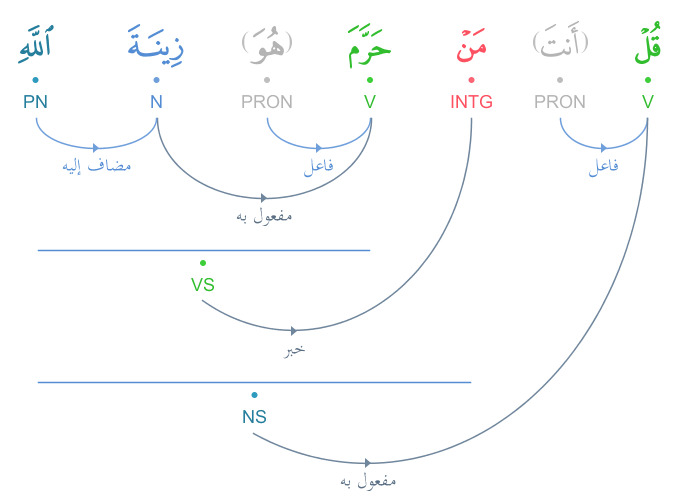 قُلْ (أَنتَ) مَنْ حَرَّمَ (هُوَ) زِينَةَ ٱللَّهِ
V PRON INTG V PRON N PN
فاعل فاعل مضاف إليه
مفعول به
VS
خبر
NS
مفعول به